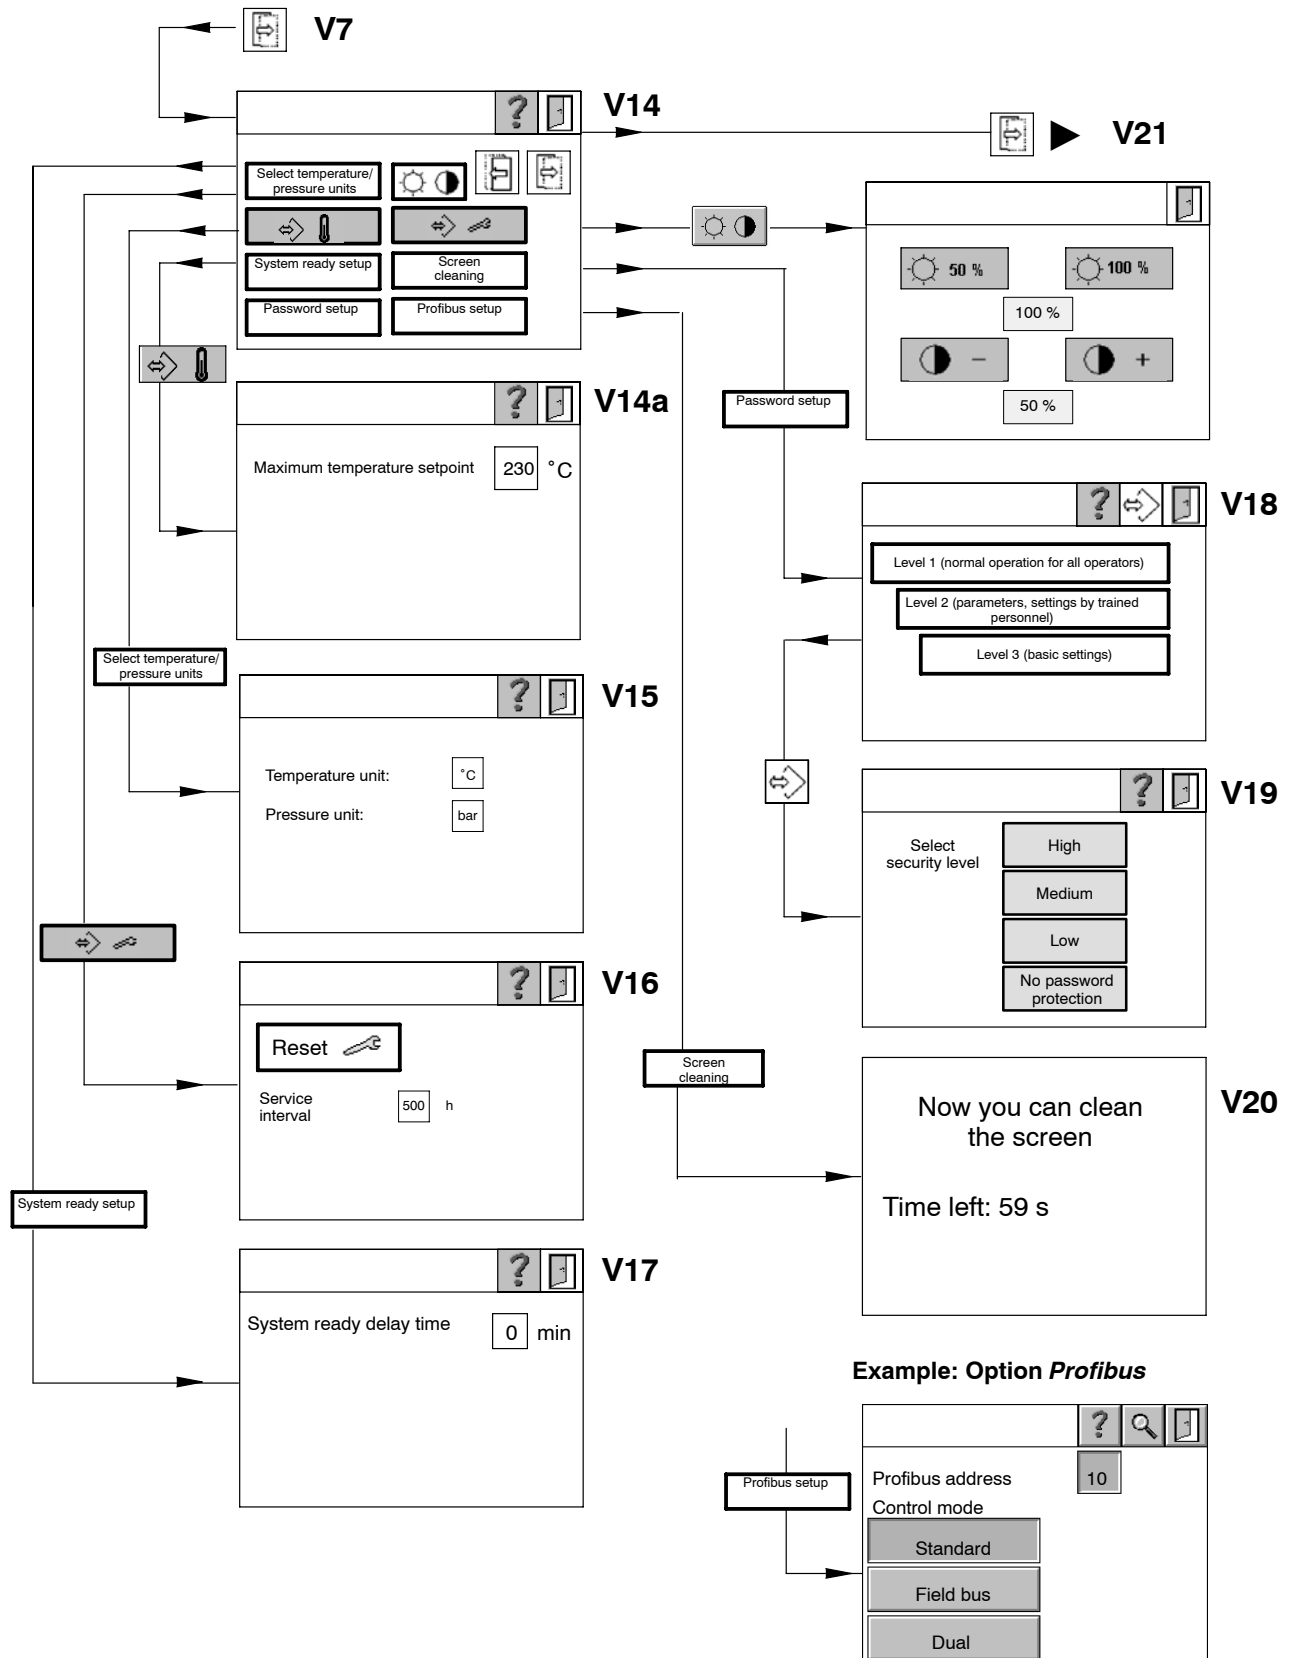 V7
V14
V21
Select temperature/
pressure units
System ready setup
Screen
cleaning
Password setup
Profibus setup
50 %
100 %
100 %
50 %
Password setup
V14a
Maximum temperature setpoint
230
°C
V18
Level 1 (normal operation for all operators)
Level 2 (parameters, settings by trained
personnel)
Level 3 (basic settings)
Select temperature/
pressure units
V15
Temperature unit:
°C
Pressure unit:
bar
V19
Select
security level
High
Medium
Low
No password
protection
V16
Reset
Service
interval
500
h
Screen
cleaning
V20
Now you can clean
the screen
Time left: 59 s
System ready setup
V17
System ready delay time
0
min
Example: Option Profibus
Profibus setup
Profibus address
10
Control mode
Standard
Field bus
Dual